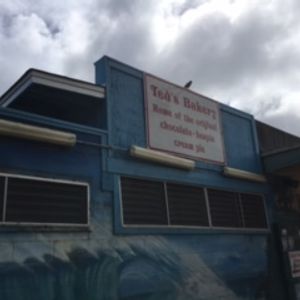 Ted's Bakery
Home of the original
chocolate-haupia
cream pie